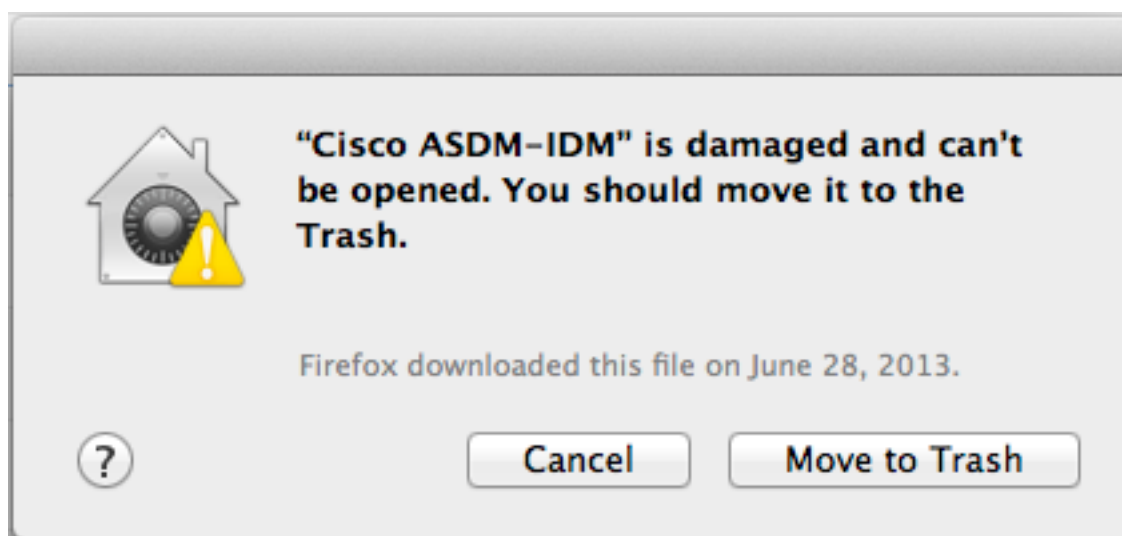 “Cisco ASDM–IDM” is damaged and can't
be opened. You should move it to the
Trash.
Firefox downloaded this file on June 28, 2013.
?
Cancel
Move to Trash